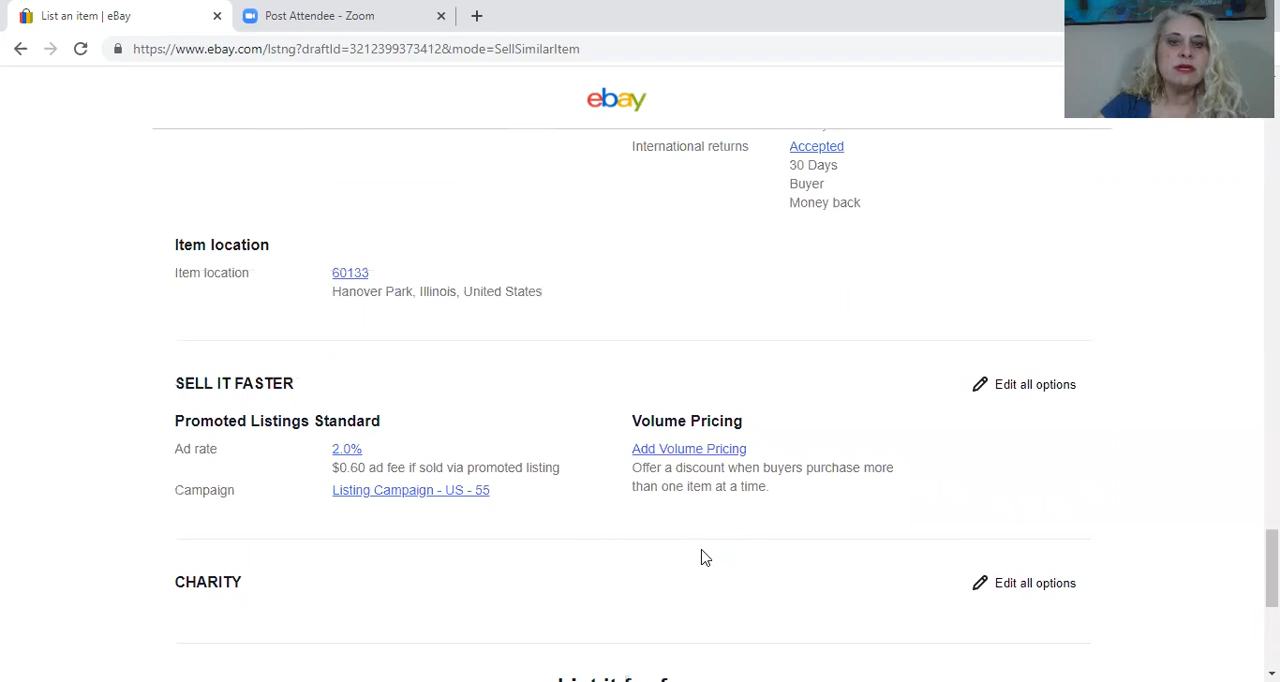 List an item | eBay
Post Attendee - Zoom
https://www.ebay.com/lstng?draftId=3212399373412&mode=SellSimilarItem
ebay
International returns
Accepted
30 Days
Buyer
Money back
Item location
Item location
60133
Hanover Park, Illinois, United States
SELL IT FASTER
Edit all options
Promoted Listings Standard
Ad rate
2.0%
$0.60 ad fee if sold via promoted listing
Campaign
Listing Campaign - US - 55
Volume Pricing
Add Volume Pricing
Offer a discount when buyers purchase more
than one item at a time.
CHARITY
Edit all options